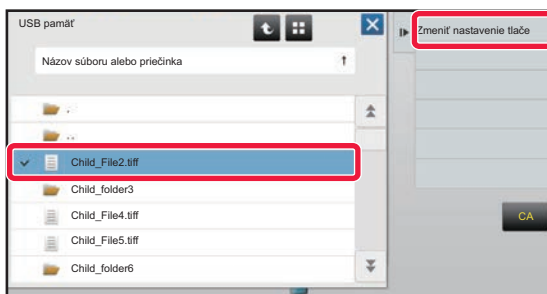 USB pamäť
Zmeniť nastavenie tlače
Názov súboru alebo priečinka
.
..
Child_File2.tiff
Child_folder3
Child_File4.tiff
Child_File5.tiff
Child_folder6
CA